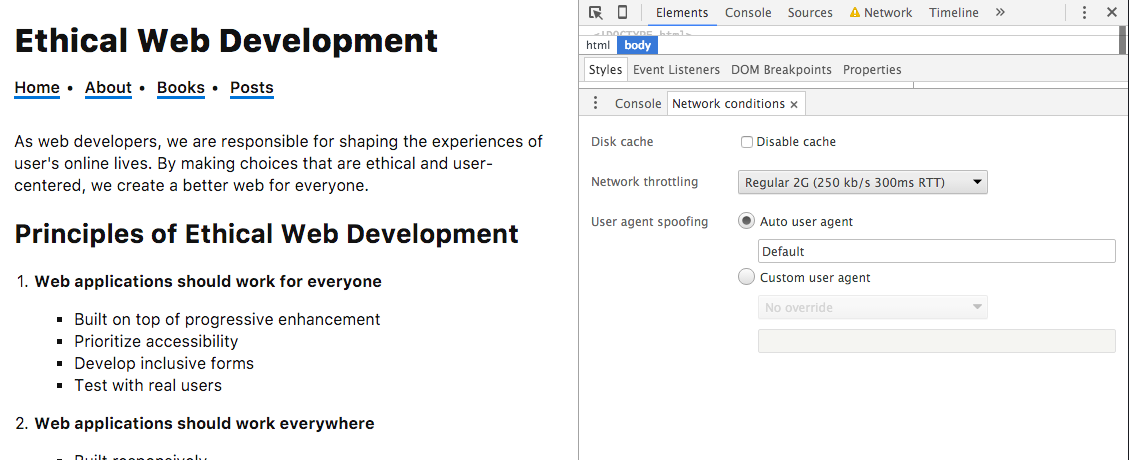 Ethical Web Development
Home • About • Books • Posts
As web developers, we are responsible for shaping the experiences of
user's online lives. By making choices that are ethical and user-
centered, we create a better web for everyone.
Principles of Ethical Web Development
1. Web applications should work for everyone
Built on top of progressive enhancement
Prioritize accessibility
Develop inclusive forms
Test with real users
2. Web applications should work everywhere
Built responsively
Elements Console Sources Network Timeline »
<!DOCTYPE html>
html body
Styles Event Listeners DOM Breakpoints Properties
Console Network conditions ×
Disk cache Disable cache
Network throttling Regular 2G (250 kb/s 300ms RTT)
User agent spoofing Auto user agent
Default
Custom user agent
No override